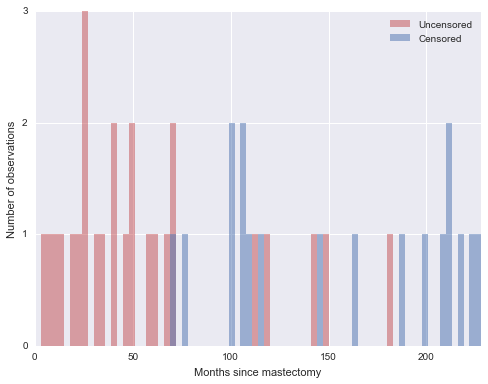 3
2
1
0
Number of observations
Uncensored
Censored
0 50 100 150 200
Months since mastectomy